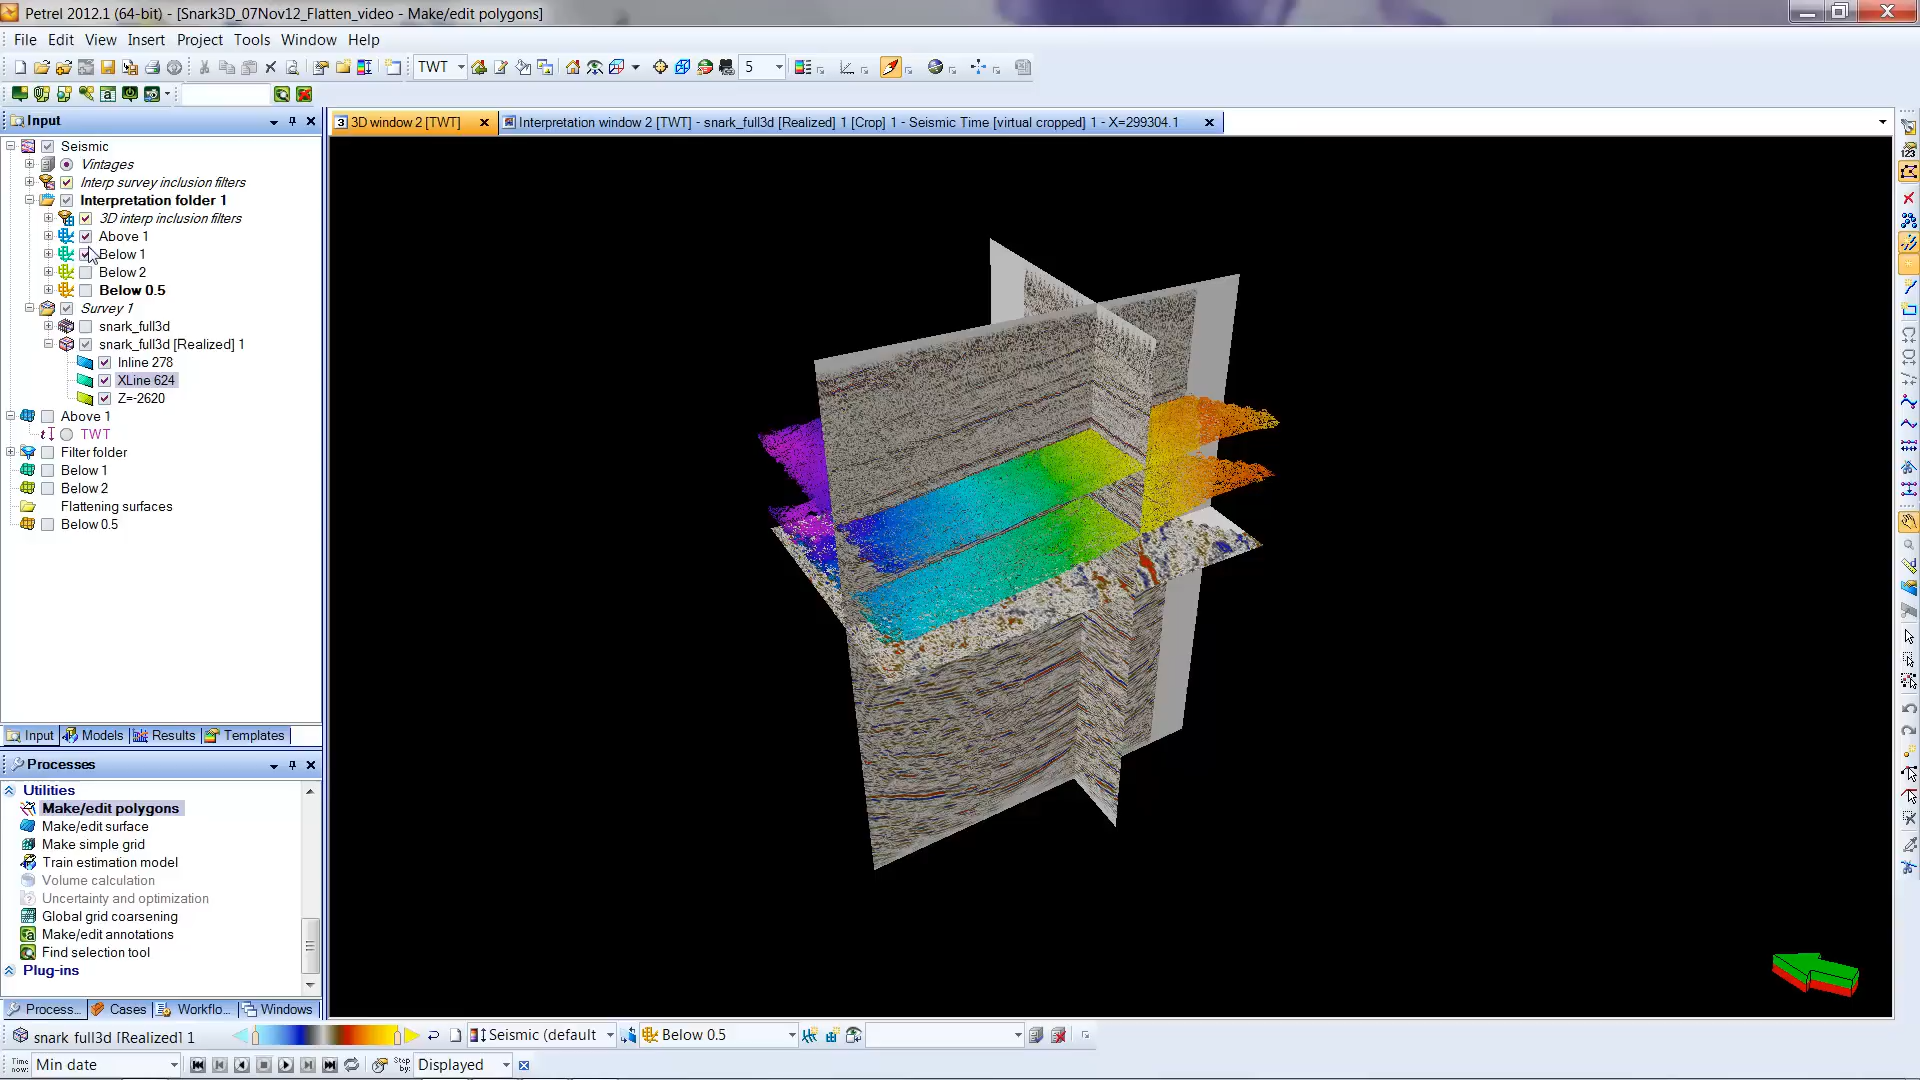 Petrel 2012.1 (64-bit) - [Snark3D_07Nov12_Flatten_video - Make/edit polygons]
File Edit View Insert Project Tools Window Help
TWT 5
Input
3D window 2 [TWT] Interpretation window 2 [TWT] - snark_full3d [Realized] 1 [Crop] 1 - Seismic Time [virtual cropped] 1 - X=299304.1
Seismic
Vintages
Interp survey inclusion filters
Interpretation folder 1
3D interp inclusion filters
Above 1
Below 1
Below 2
Below 0.5
Survey 1
snark_full3d
snark_full3d [Realized] 1
Inline 278
XLine 624
Z=-2620
Above 1
TWT
Filter folder
Below 1
Below 2
Flattening surfaces
Below 0.5
Input Models Results Templates
Processes
Utilities
Make/edit polygons
Make/edit surface
Make simple grid
Train estimation model
Volume calculation
Uncertainty and optimization
Global grid coarsening
Make/edit annotations
Find selection tool
Plug-ins
Process... Cases Workflo... Windows
snark full3d [Realized] 1 Seismic (default Below 0.5
Time now: Min date Step by: Displayed
123